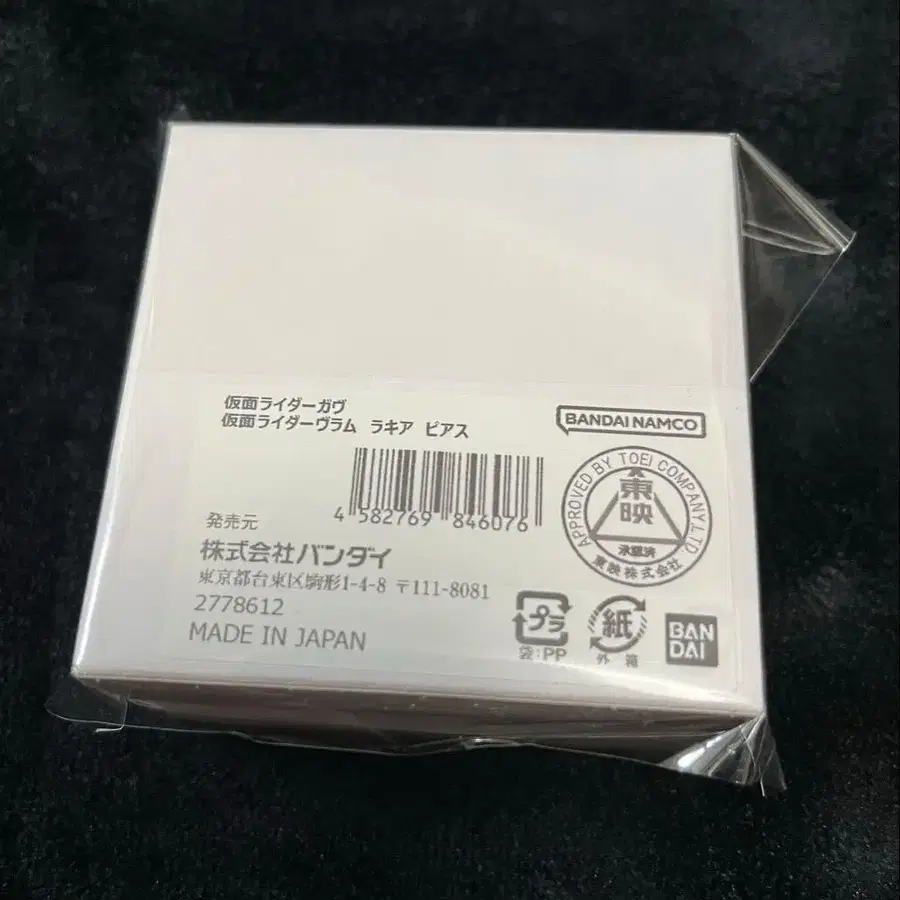 仮面ライダーガヴ
仮面ライダーヴラム ラキア ピアス
BANDAI NAMCO
4 582769 846076
APPROVED BY TOEI COMPANY,LTD.
東映
承認済
東映株式会社
発売元
株式会社バンダイ
東京都台東区駒形1-4-8 〒111-8081
2778612
MADE IN JAPAN
プラ
袋:PP
紙
外箱
BAN
DAI